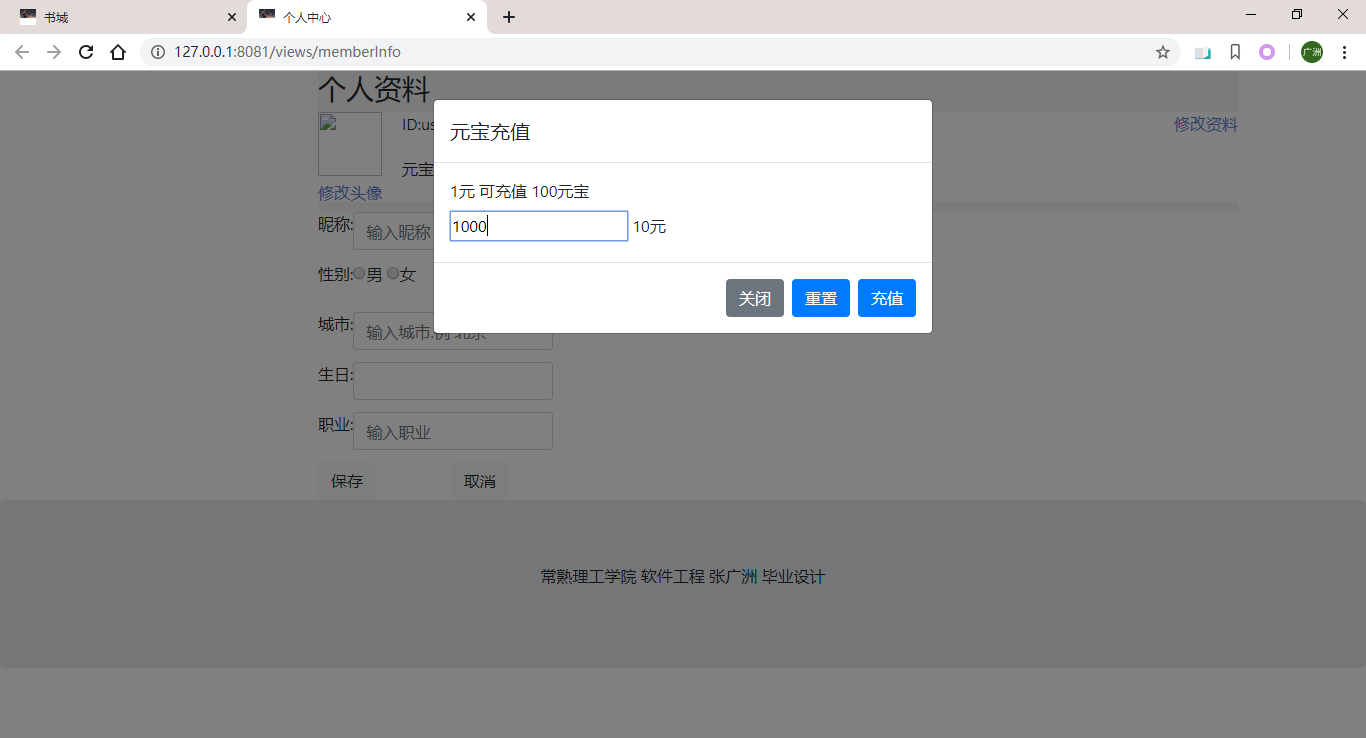 书城
个人中心
127.0.0.1:8081/views/memberInfo
广洲
个人资料
ID:us
修改资料
元宝
修改头像
元宝充值
1元 可充值 100元宝
1000 10元
关闭 重置 充值
昵称: 输入昵称
性别: 男 女
城市: 输入城市.例 北京
生日:
职业: 输入职业
保存 取消
常熟理工学院 软件工程 张广洲 毕业设计